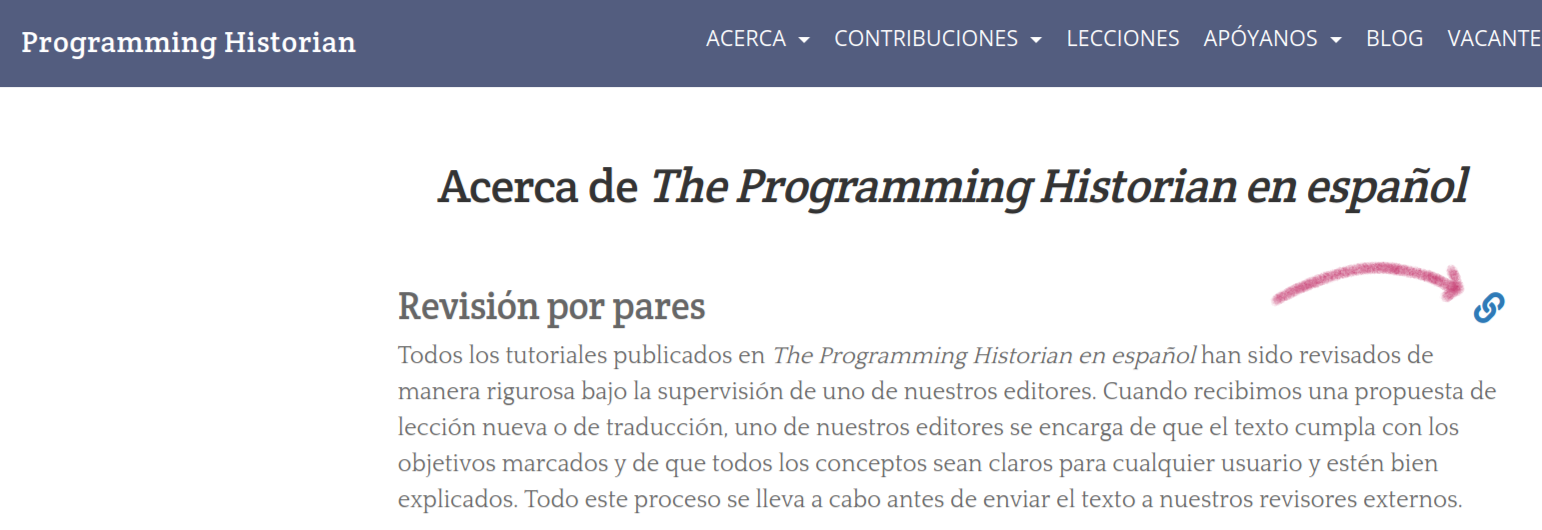 Programming Historian
ACERCA CONTRIBUCIONES LECCIONES APÓYANOS BLOG VACANTE
Acerca de The Programming Historian en español
Revisión por pares
Todos los tutoriales publicados en The Programming Historian en español han sido revisados de
manera rigurosa bajo la supervisión de uno de nuestros editores. Cuando recibimos una propuesta de
lección nueva o de traducción, uno de nuestros editores se encarga de que el texto cumpla con los
objetivos marcados y de que todos los conceptos sean claros para cualquier usuario y estén bien
explicados. Todo este proceso se lleva a cabo antes de enviar el texto a nuestros revisores externos.